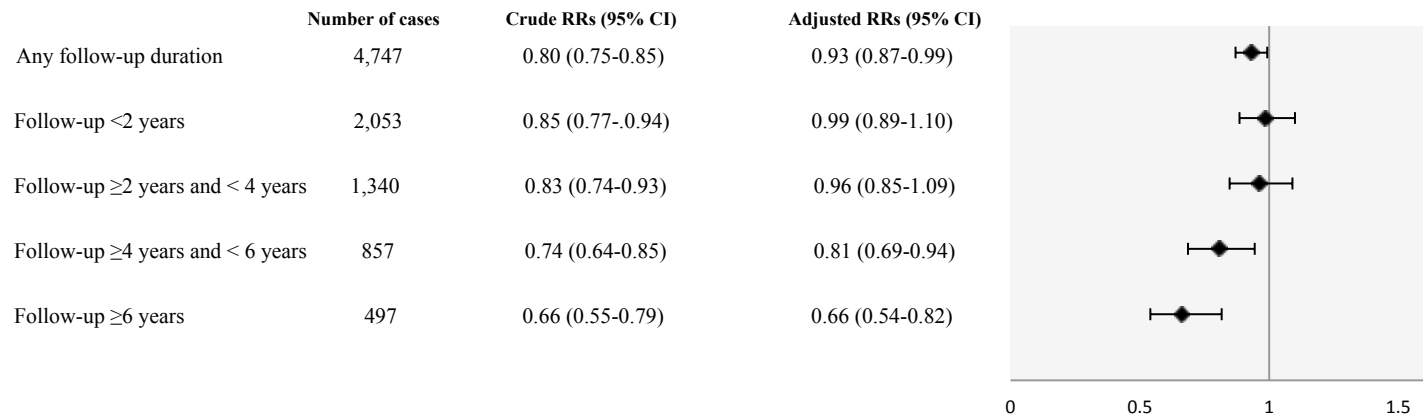 Number of cases Crude RRs (95% CI) Adjusted RRs (95% CI)
Any follow-up duration 4,747 0.80 (0.75-0.85) 0.93 (0.87-0.99)
Follow-up <2 years 2,053 0.85 (0.77-.0.94) 0.99 (0.89-1.10)
Follow-up ≥2 years and < 4 years 1,340 0.83 (0.74-0.93) 0.96 (0.85-1.09)
Follow-up ≥4 years and < 6 years 857 0.74 (0.64-0.85) 0.81 (0.69-0.94)
Follow-up ≥6 years 497 0.66 (0.55-0.79) 0.66 (0.54-0.82)
0 0.5 1 1.5